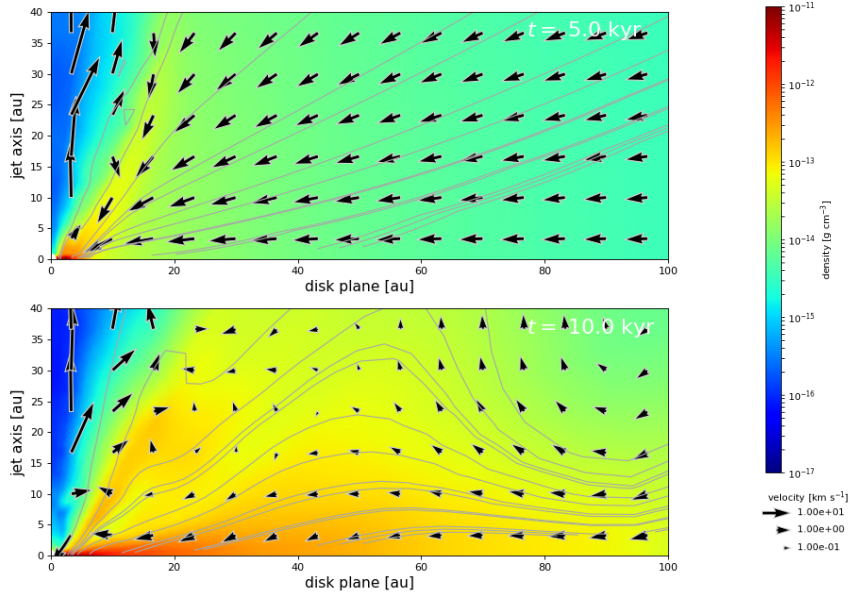 40
35
30
25
20
15
10
5
0
jet axis [au]
t = 5.0 kyr
0 20 40 60 80 100
disk plane [au]
40
35
30
25
20
15
10
5
0
jet axis [au]
t = 10.0 kyr
0 20 40 60 80 100
disk plane [au]
10⁻¹¹
10⁻¹²
10⁻¹³
10⁻¹⁴
10⁻¹⁵
10⁻¹⁶
10⁻¹⁷
density [g cm⁻³]
velocity [km s⁻¹]
1.00e+01
1.00e+00
1.00e-01